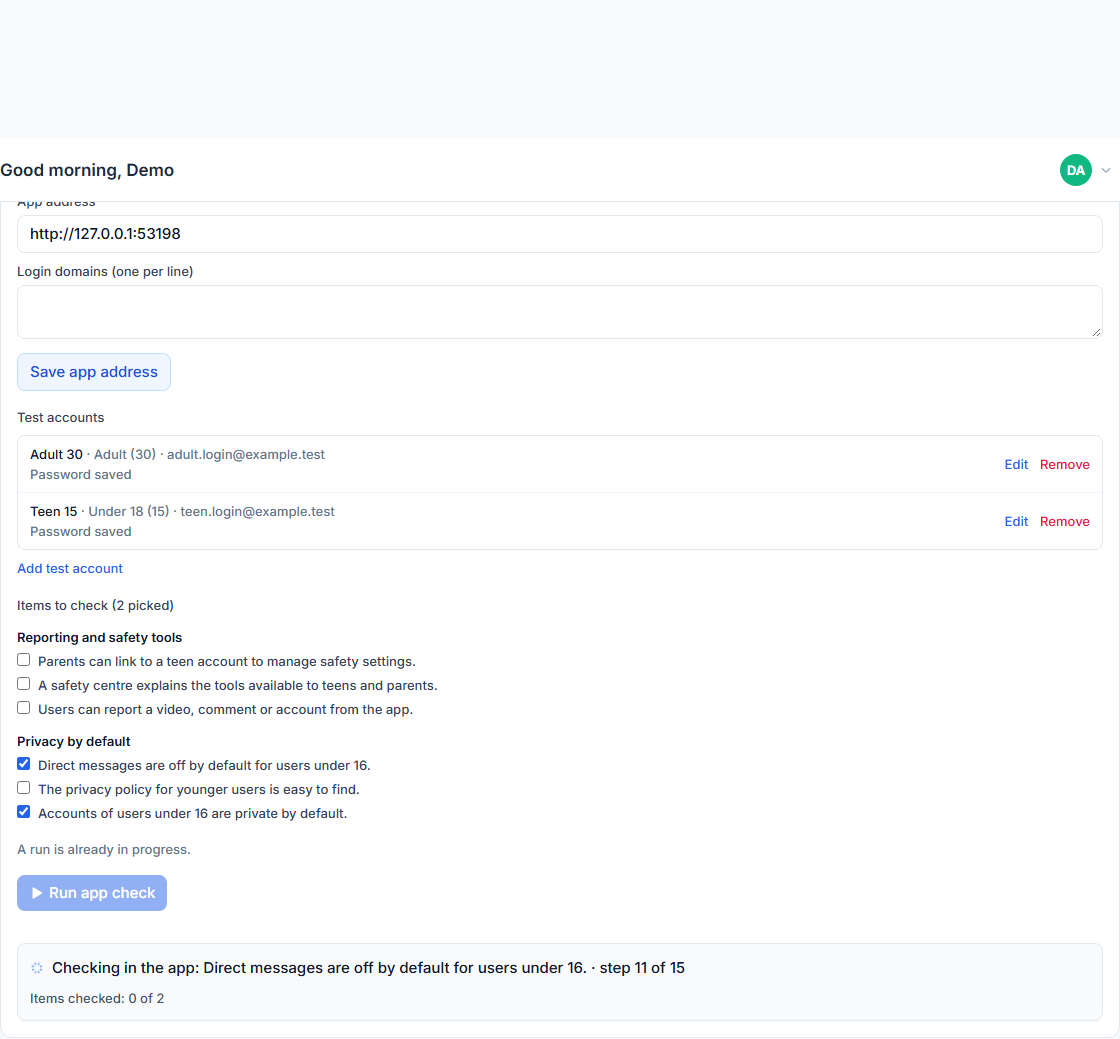 Good morning, Demo
DA
App address
http://127.0.0.1:53198
Login domains (one per line)
Save app address
Test accounts
Adult 30 · Adult (30) · adult.login@example.test
Password saved
Edit Remove
Teen 15 · Under 18 (15) · teen.login@example.test
Password saved
Edit Remove
Add test account
Items to check (2 picked)
Reporting and safety tools
Parents can link to a teen account to manage safety settings.
A safety centre explains the tools available to teens and parents.
Users can report a video, comment or account from the app.
Privacy by default
Direct messages are off by default for users under 16.
The privacy policy for younger users is easy to find.
Accounts of users under 16 are private by default.
A run is already in progress.
Run app check
Checking in the app: Direct messages are off by default for users under 16. · step 11 of 15
Items checked: 0 of 2